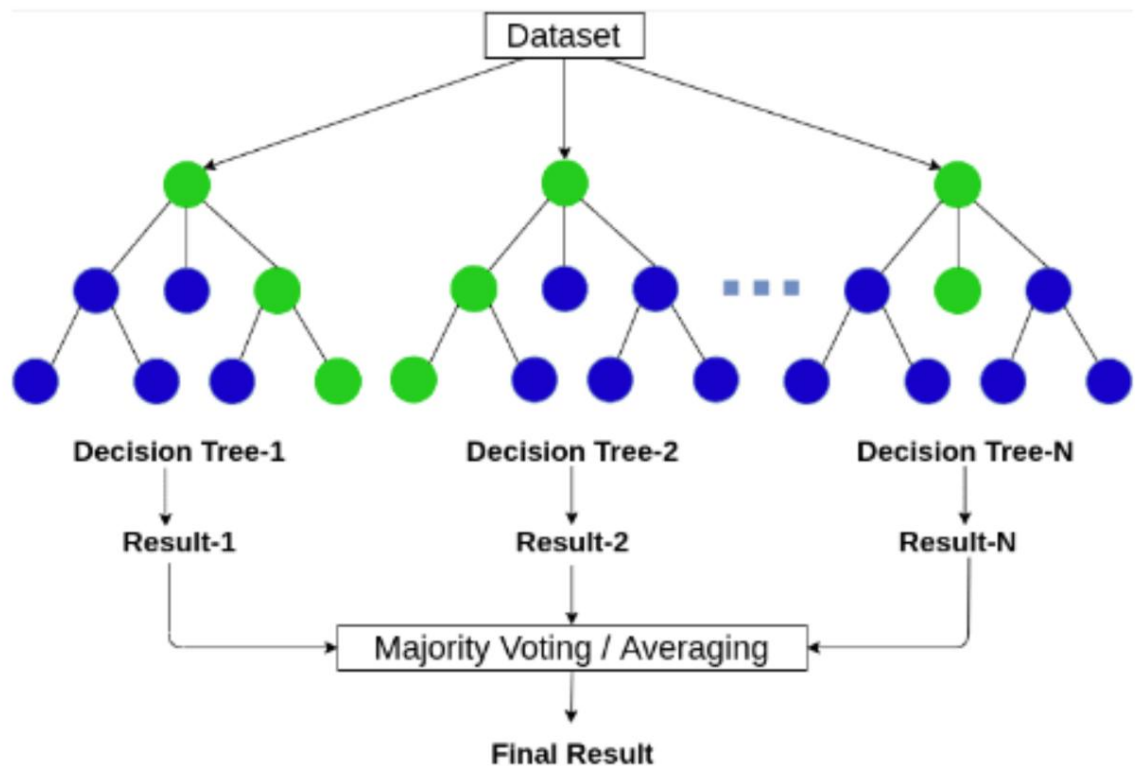 Dataset
Decision Tree-1
Decision Tree-2
Decision Tree-N
Result-1
Result-2
Result-N
Majority Voting / Averaging
Final Result